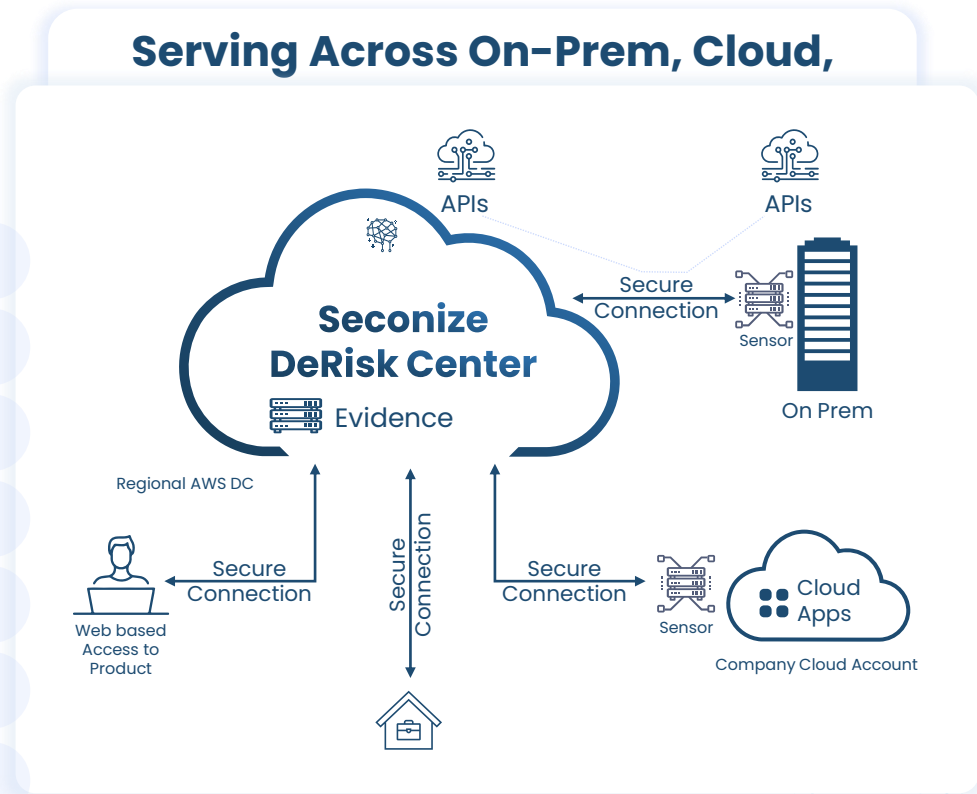 Serving Across On-Prem, Cloud,
APIs
APIs
Secure
Connection
Sensor
On Prem
Seconize
DeRisk Center
Evidence
Regional AWS DC
Secure
Connection
Web based
Access to
Product
Secure
Connection
Secure
Connection
Sensor
Cloud
Apps
Company Cloud Account